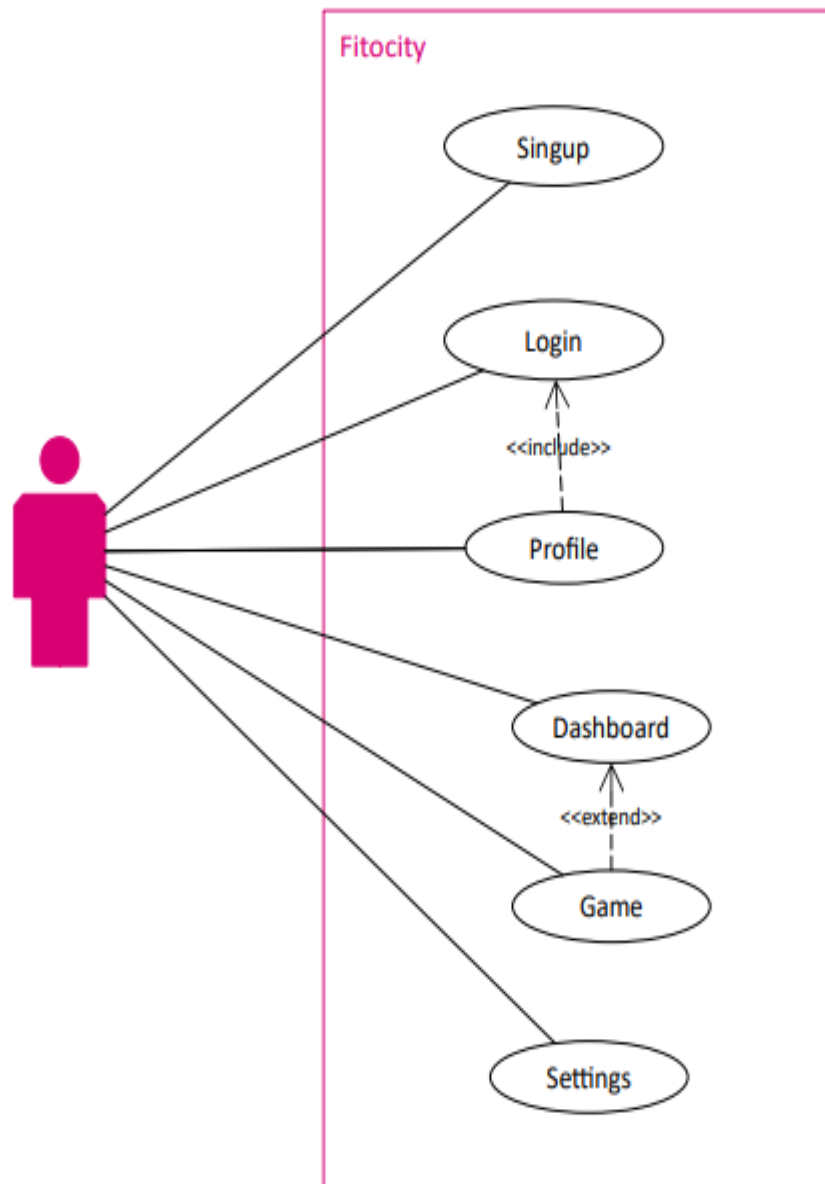 Fitocity
Singup
Login
<<include>>
Profile
Dashboard
<<extend>>
Game
Settings